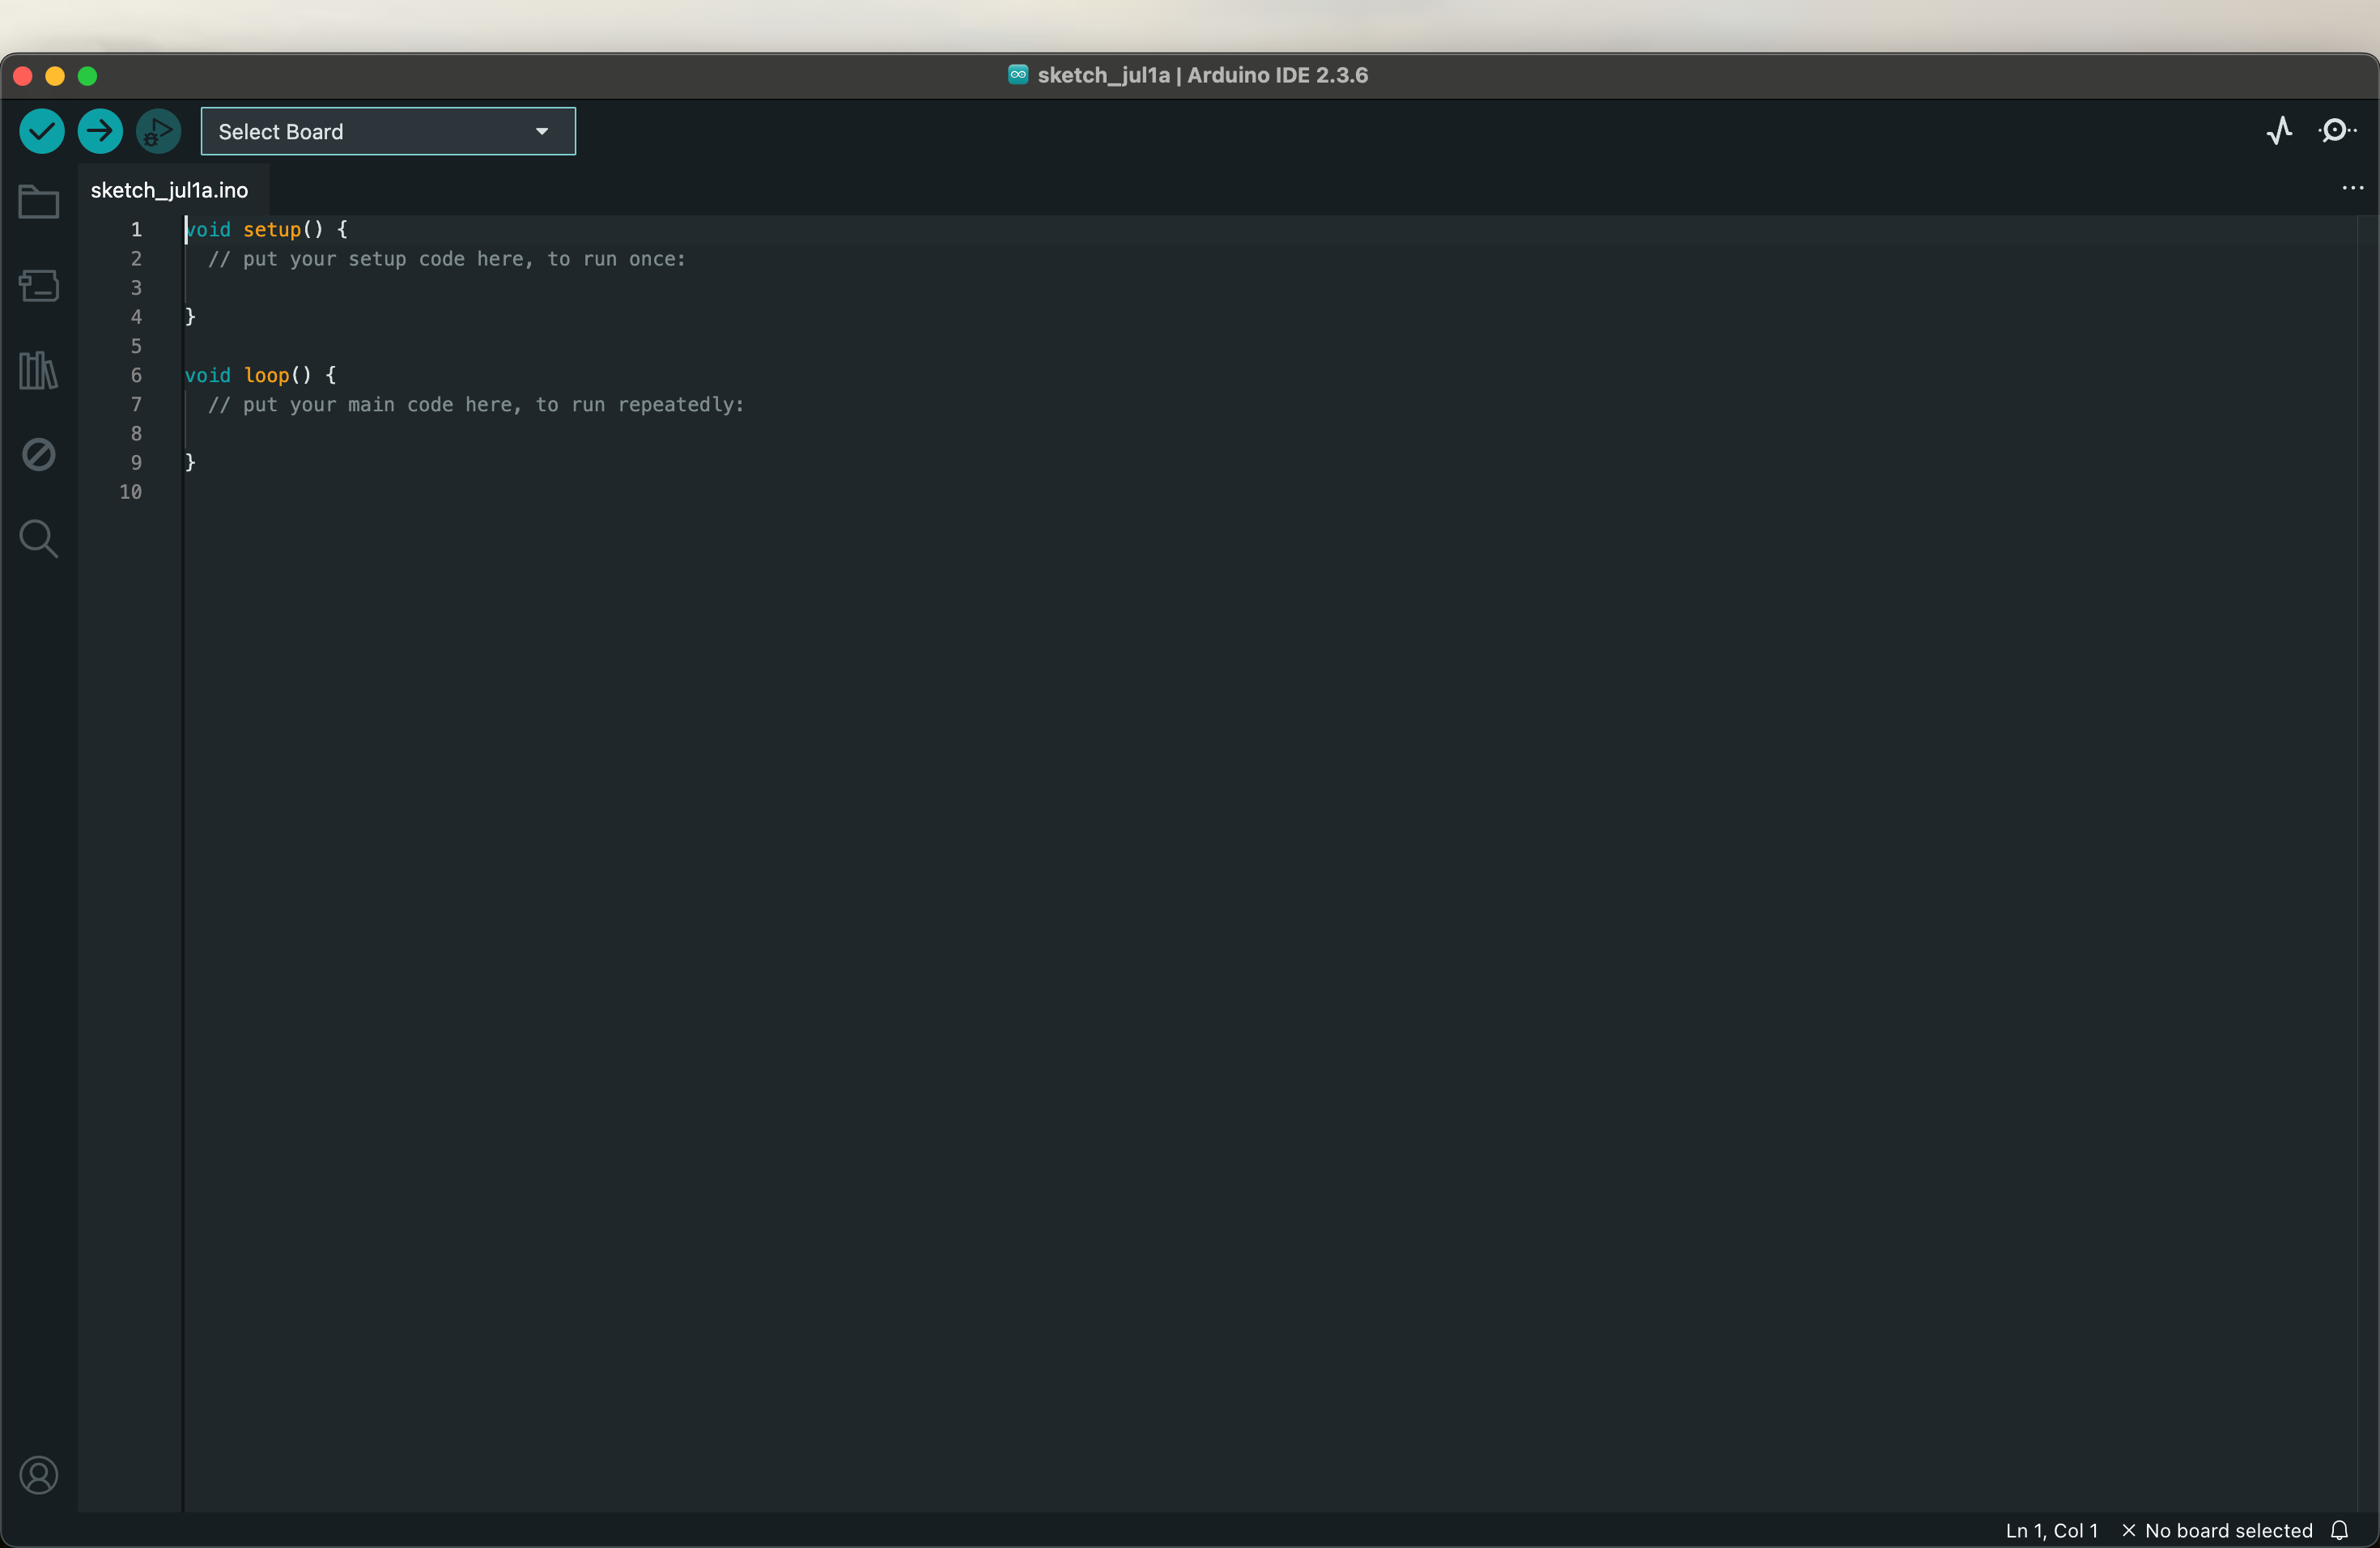 sketch_jul1a | Arduino IDE 2.3.6
Select Board
sketch_jul1a.ino
1 void setup() {
2 // put your setup code here, to run once:
3
4 }
5
6 void loop() {
7 // put your main code here, to run repeatedly:
8
9 }
10
Ln 1, Col 1 × No board selected